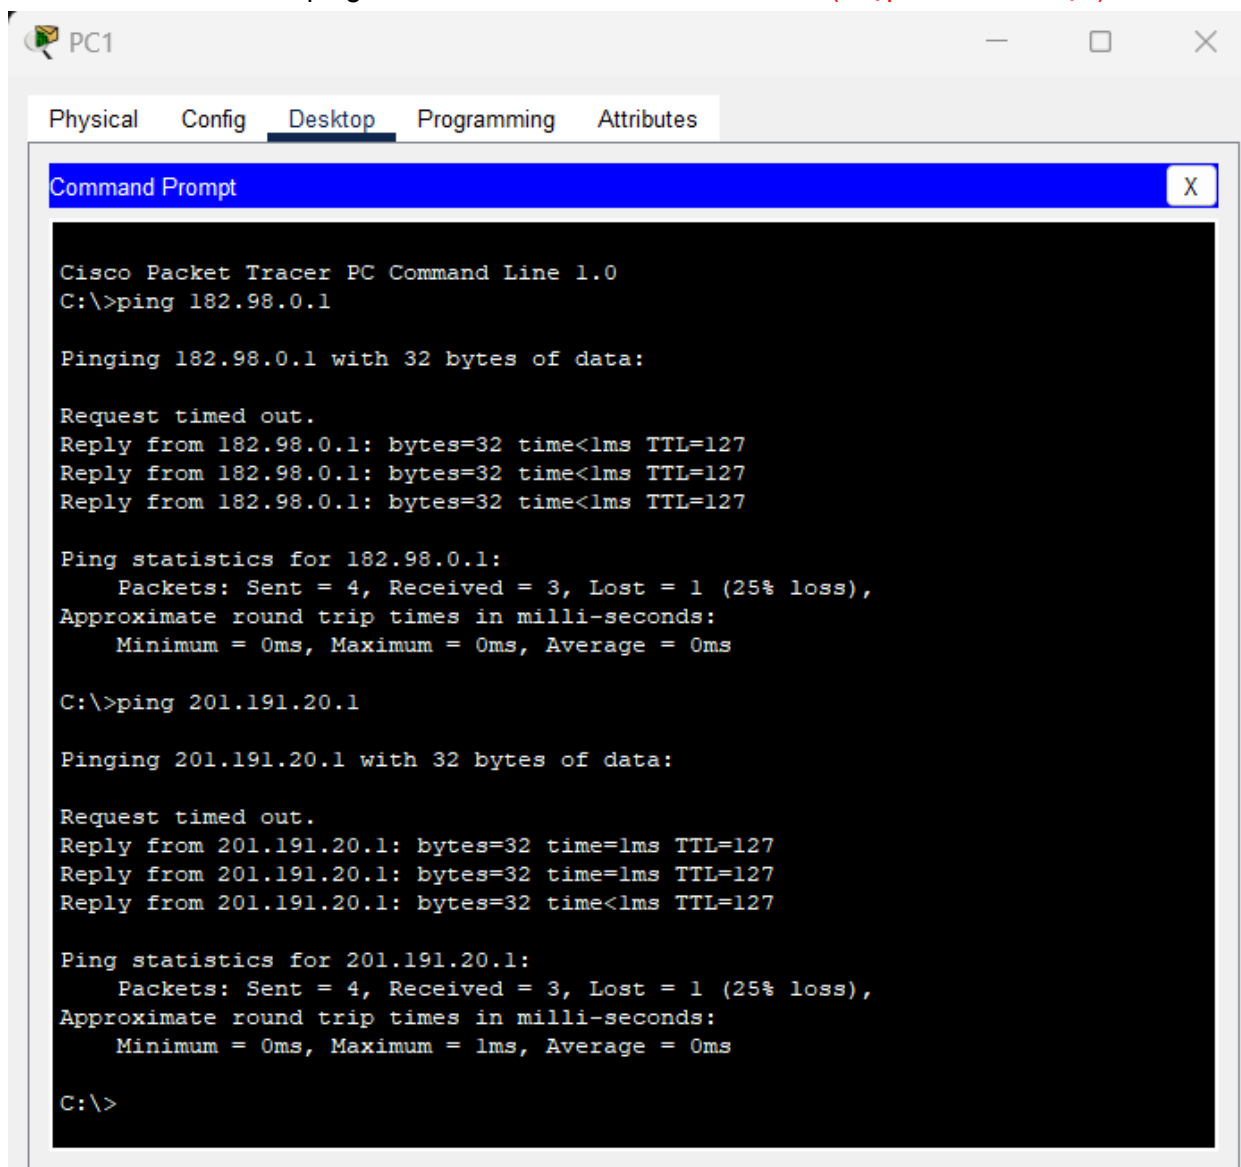 PC1
Physical Config Desktop Programming Attributes
Command Prompt
X
Cisco Packet Tracer PC Command Line 1.0
C:\>ping 182.98.0.1
Pinging 182.98.0.1 with 32 bytes of data:
Request timed out.
Reply from 182.98.0.1: bytes=32 time<1ms TTL=127
Reply from 182.98.0.1: bytes=32 time<1ms TTL=127
Reply from 182.98.0.1: bytes=32 time<1ms TTL=127
Ping statistics for 182.98.0.1:
Packets: Sent = 4, Received = 3, Lost = 1 (25% loss),
Approximate round trip times in milli-seconds:
Minimum = 0ms, Maximum = 0ms, Average = 0ms
C:\>ping 201.191.20.1
Pinging 201.191.20.1 with 32 bytes of data:
Request timed out.
Reply from 201.191.20.1: bytes=32 time=1ms TTL=127
Reply from 201.191.20.1: bytes=32 time=1ms TTL=127
Reply from 201.191.20.1: bytes=32 time<1ms TTL=127
Ping statistics for 201.191.20.1:
Packets: Sent = 4, Received = 3, Lost = 1 (25% loss),
Approximate round trip times in milli-seconds:
Minimum = 0ms, Maximum = 1ms, Average = 0ms
C:\>